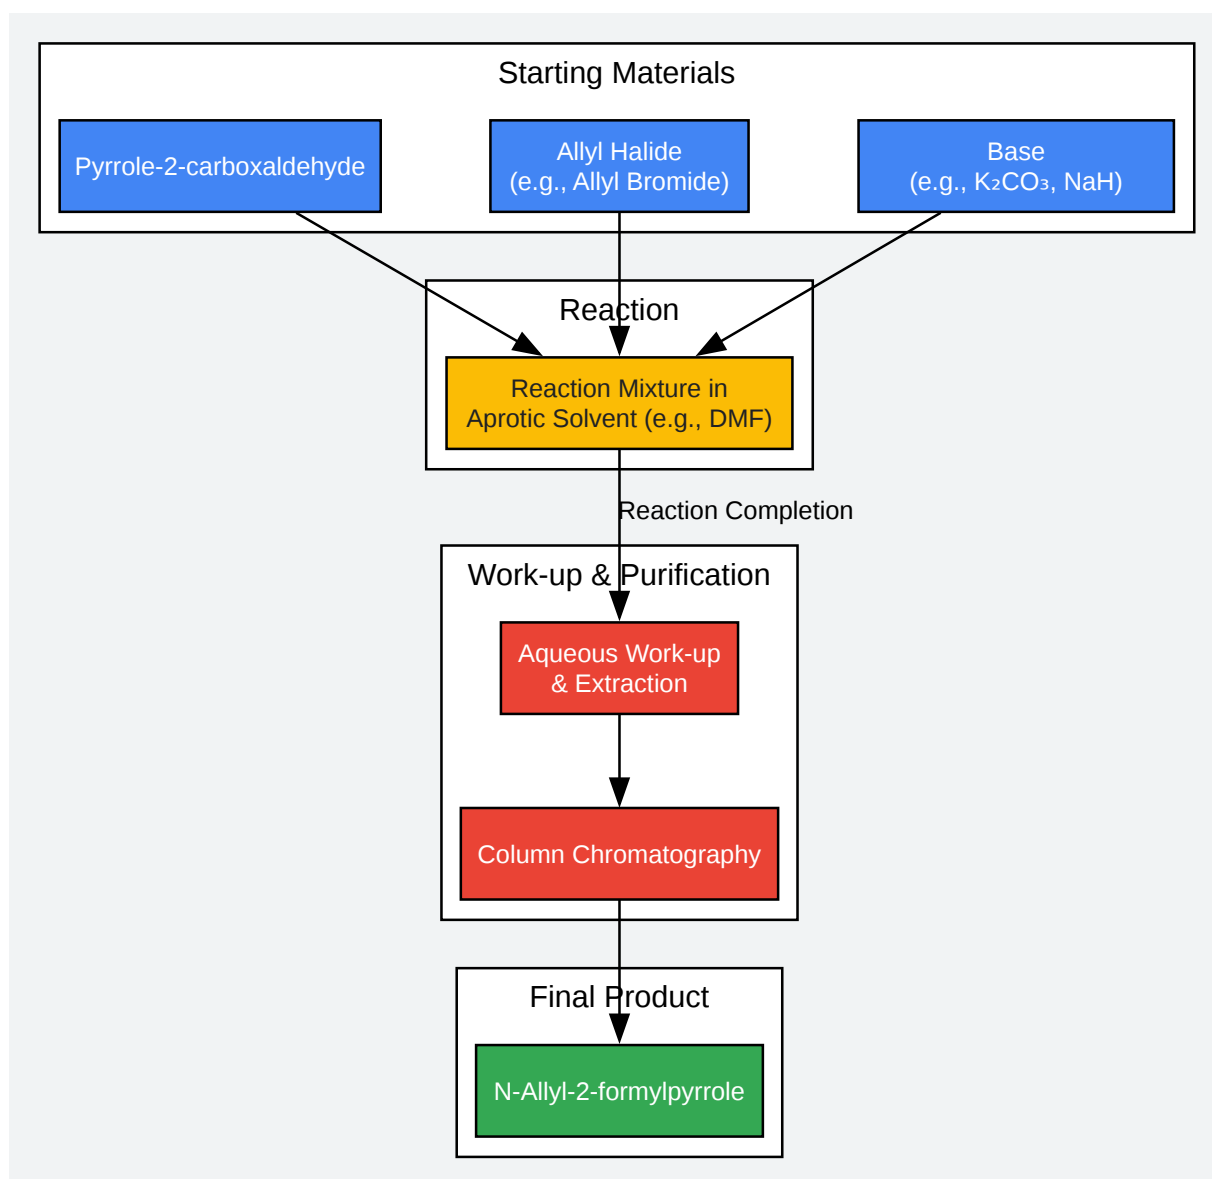 Starting Materials
Pyrrole-2-carboxaldehyde
Allyl Halide
(e.g., Allyl Bromide)
Base
(e.g., K₂CO₃, NaH)
Reaction
Reaction Mixture in
Aprotic Solvent (e.g., DMF)
Reaction Completion
Work-up & Purification
Aqueous Work-up
& Extraction
Column Chromatography
Final Product
N-Allyl-2-formylpyrrole